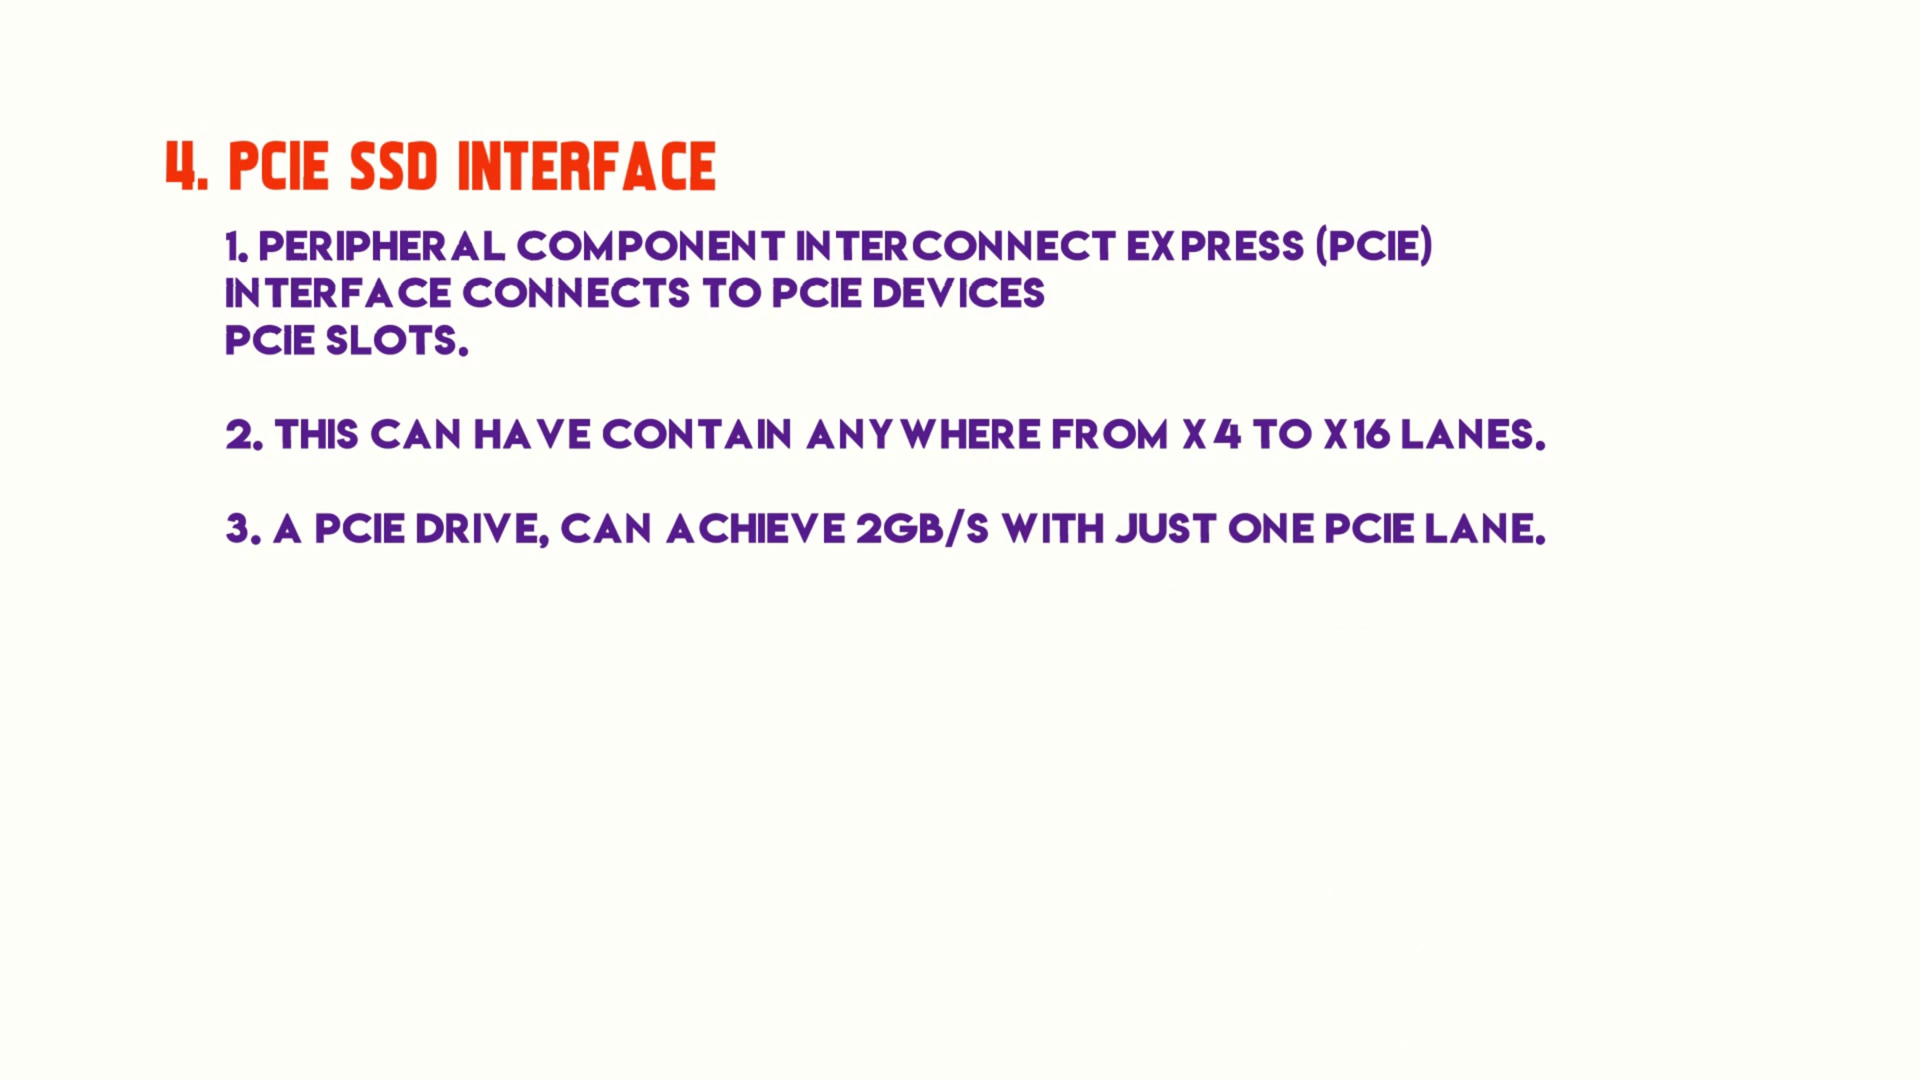 4. PCIE SSD INTERFACE
1. PERIPHERAL COMPONENT INTERCONNECT EXPRESS (PCIE)
INTERFACE CONNECTS TO PCIE DEVICES
PCIE SLOTS.
2. THIS CAN HAVE CONTAIN ANYWHERE FROM X4 TO X16 LANES.
3. A PCIE DRIVE, CAN ACHIEVE 2GB/S WITH JUST ONE PCIE LANE.